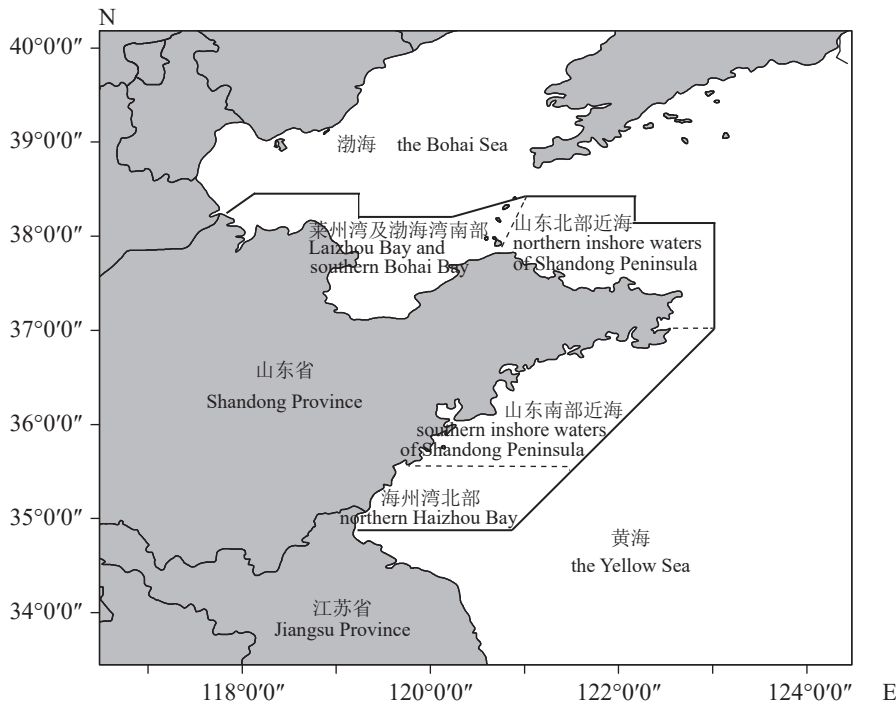 N
40°0′0″
39°0′0″
渤海 the Bohai Sea
莱州湾及渤海湾南部
Laizhou Bay and
southern Bohai Bay
山东北部近海
northern inshore waters
of Shandong Peninsula
38°0′0″
37°0′0″
山东省
Shandong Province
36°0′0″
山东南部近海
southern inshore waters
of Shandong Peninsula
海州湾北部
northern Haizhou Bay
35°0′0″
黄海
the Yellow Sea
34°0′0″
江苏省
Jiangsu Province
118°0′0″ 120°0′0″ 122°0′0″ 124°0′0″ E